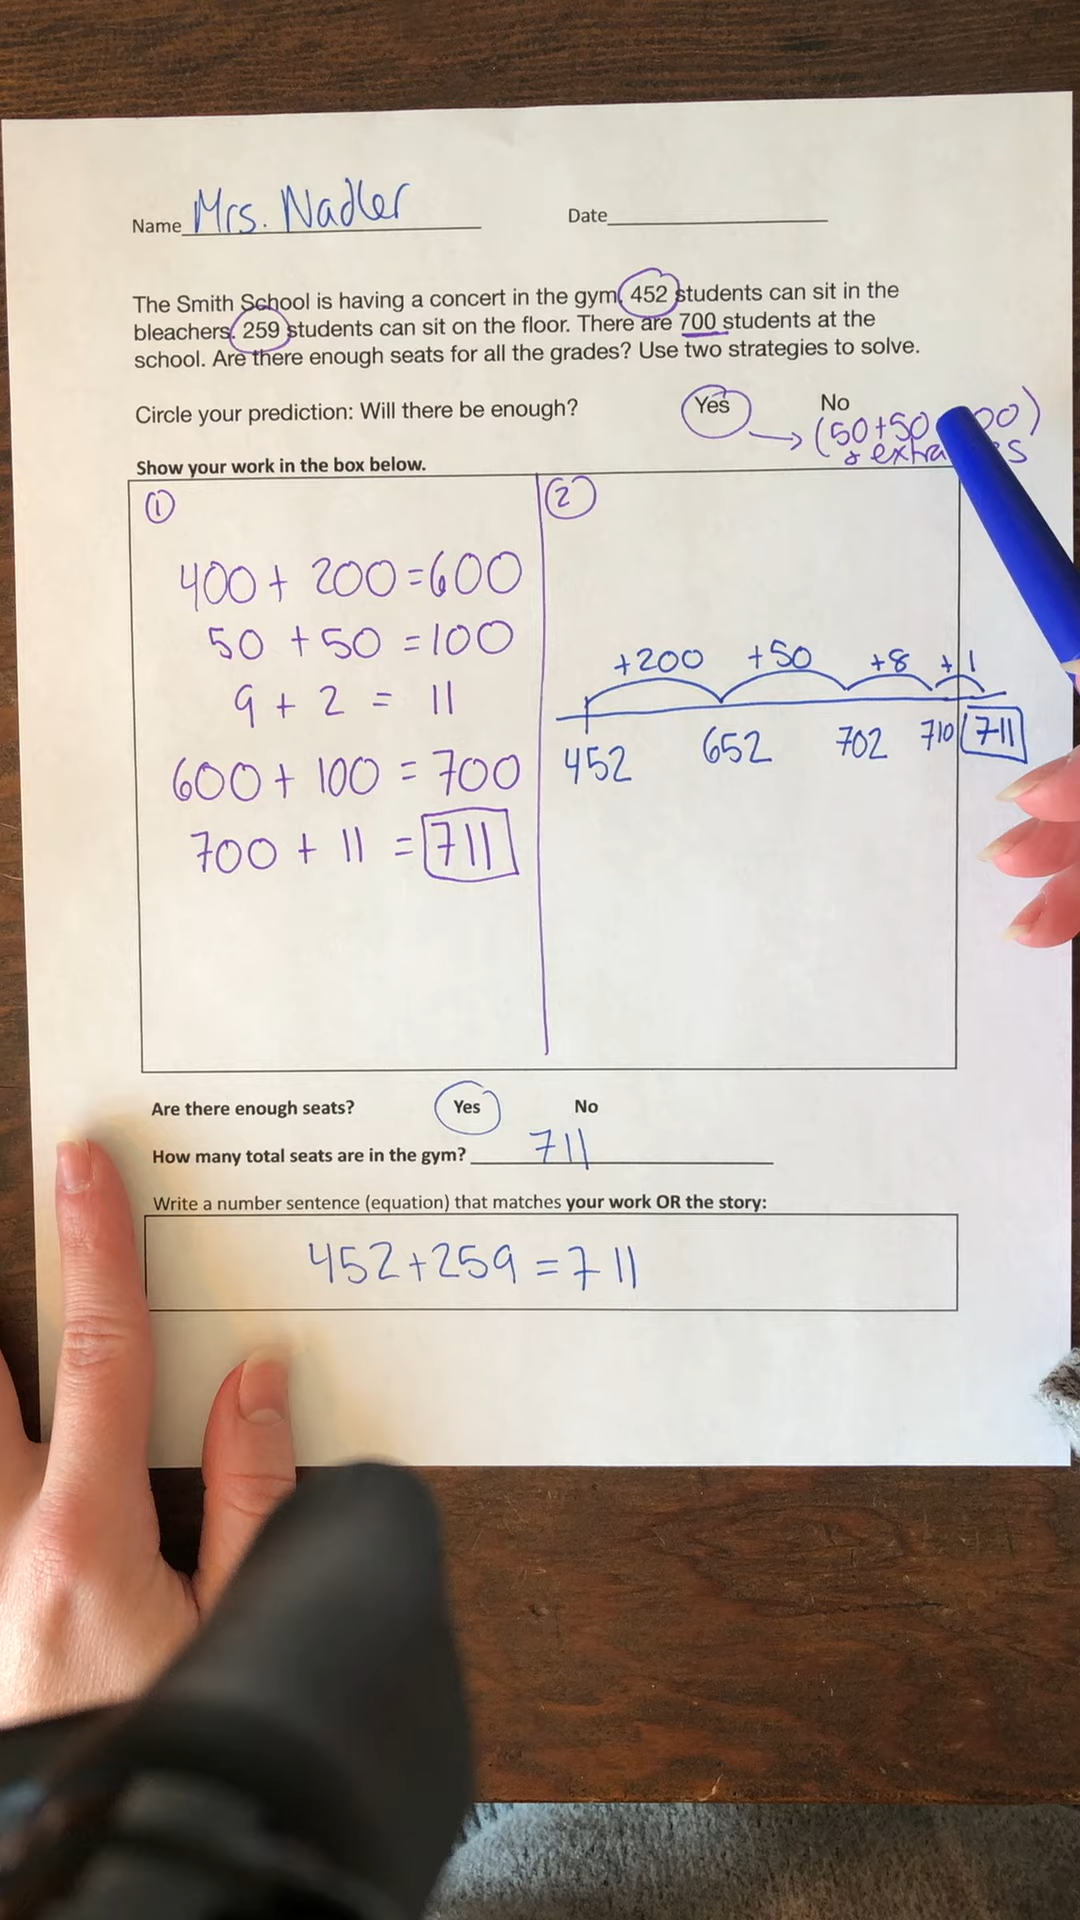 Name Mrs. Nadler Date
The Smith School is having a concert in the gym. 452 students can sit in the
bleachers. 259 students can sit on the floor. There are 700 students at the
school. Are there enough seats for all the grades? Use two strategies to solve.
Circle your prediction: Will there be enough? Yes No
→ (50+50 00)
& extra
Show your work in the box below.
①
400 + 200 = 600
50 + 50 = 100
9 + 2 = 11
600 + 100 = 700
700 + 11 = 711
②
+200 +50 +8 +1
452 652 702 710 711
Are there enough seats? Yes No
How many total seats are in the gym? 711
Write a number sentence (equation) that matches your work OR the story:
452+259=711